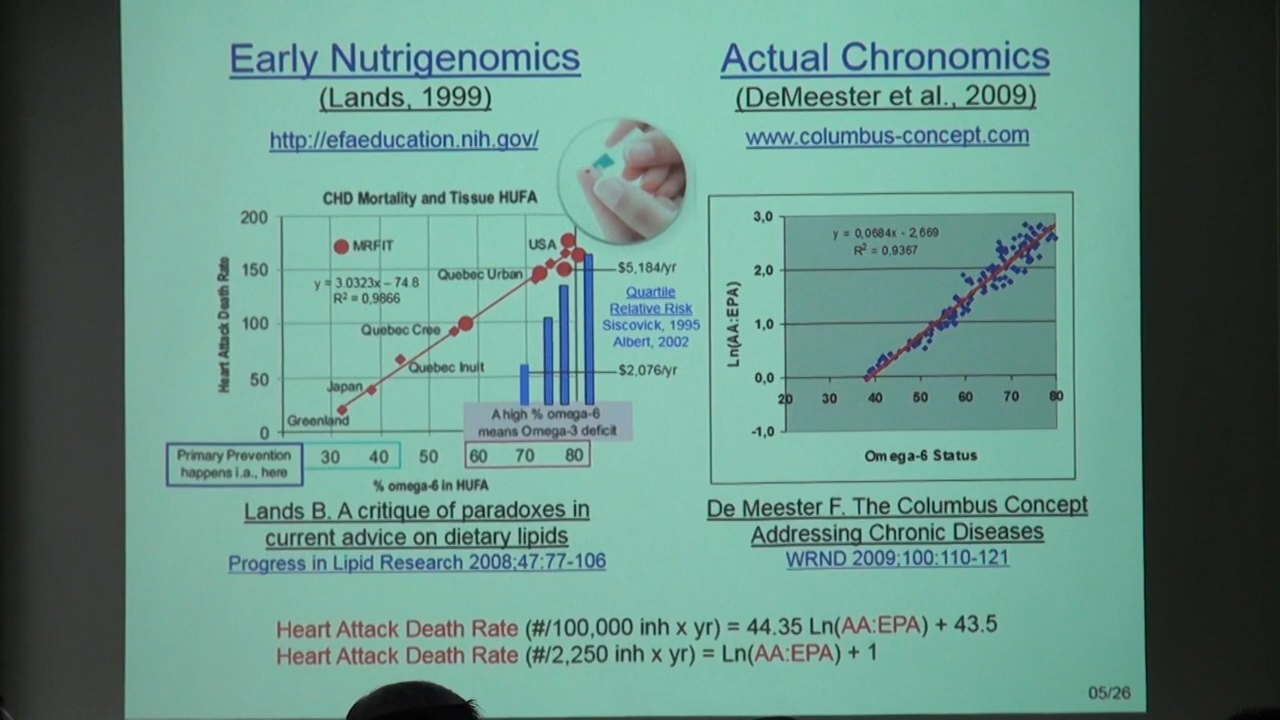 Early Nutrigenomics
(Lands, 1999)
http://efaeducation.nih.gov/
CHD Mortality and Tissue HUFA
Heart Attack Death Rate
200
150
100
50
0
MRFIT
y = 3.0323x – 74.8
R² = 0,9866
USA
Quebec Urban
Quebec Cree
Quebec Inuit
Japan
Greenland
$5,184/yr
Quartile
Relative Risk
Siscovick, 1995
Albert, 2002
$2,076/yr
A high % omega-6
means Omega-3 deficit
Primary Prevention
happens i.a., here
30 40 50 60 70 80
% omega-6 in HUFA
Lands B. A critique of paradoxes in
current advice on dietary lipids
Progress in Lipid Research 2008;47:77-106
Actual Chronomics
(DeMeester et al., 2009)
www.columbus-concept.com
Ln(AA:EPA)
3,0
2,0
1,0
0,0
-1,0
y = 0,0684x - 2,669
R² = 0,9367
20 30 40 50 60 70 80
Omega-6 Status
De Meester F. The Columbus Concept
Addressing Chronic Diseases
WRND 2009;100:110-121
Heart Attack Death Rate (#/100,000 inh x yr) = 44.35 Ln(AA:EPA) + 43.5
Heart Attack Death Rate (#/2,250 inh x yr) = Ln(AA:EPA) + 1
05/26